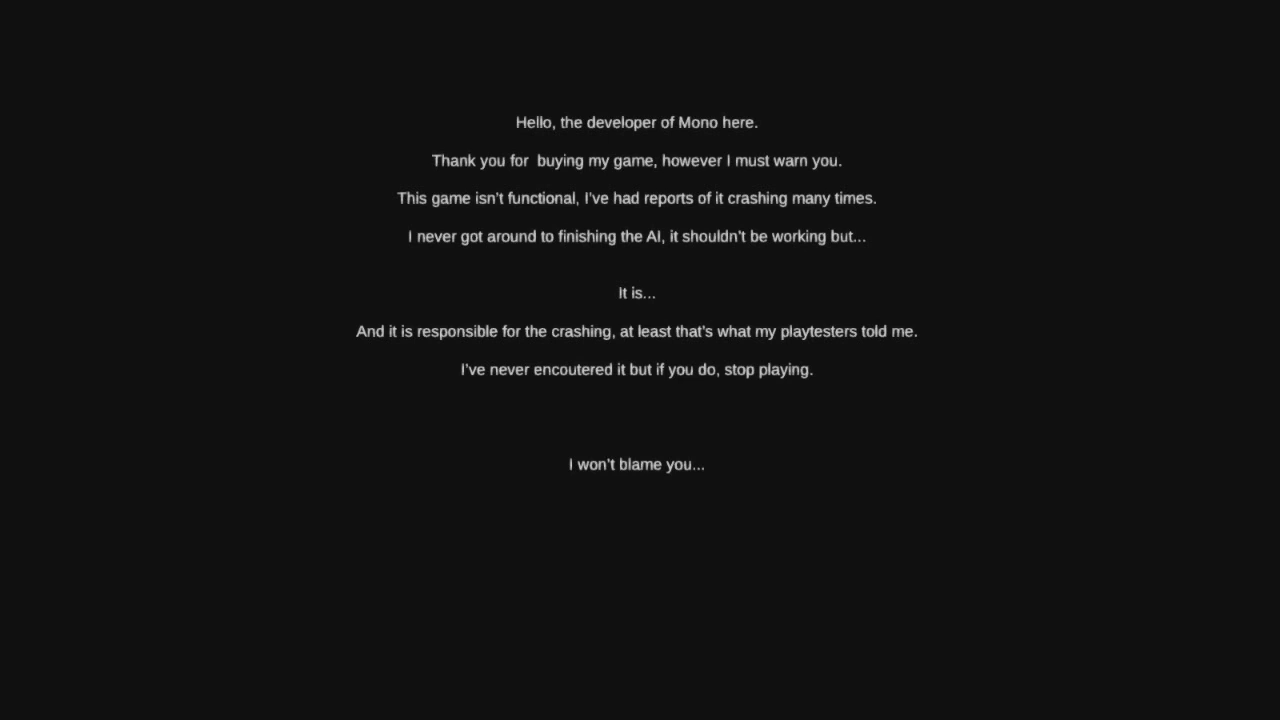 Hello, the developer of Mono here.
Thank you for  buying my game, however I must warn you.
This game isn't functional, I've had reports of it crashing many times.
I never got around to finishing the AI, it shouldn't be working but...
It is...
And it is responsible for the crashing, at least that's what my playtesters told me.
I've never encoutered it but if you do, stop playing.
I won't blame you...